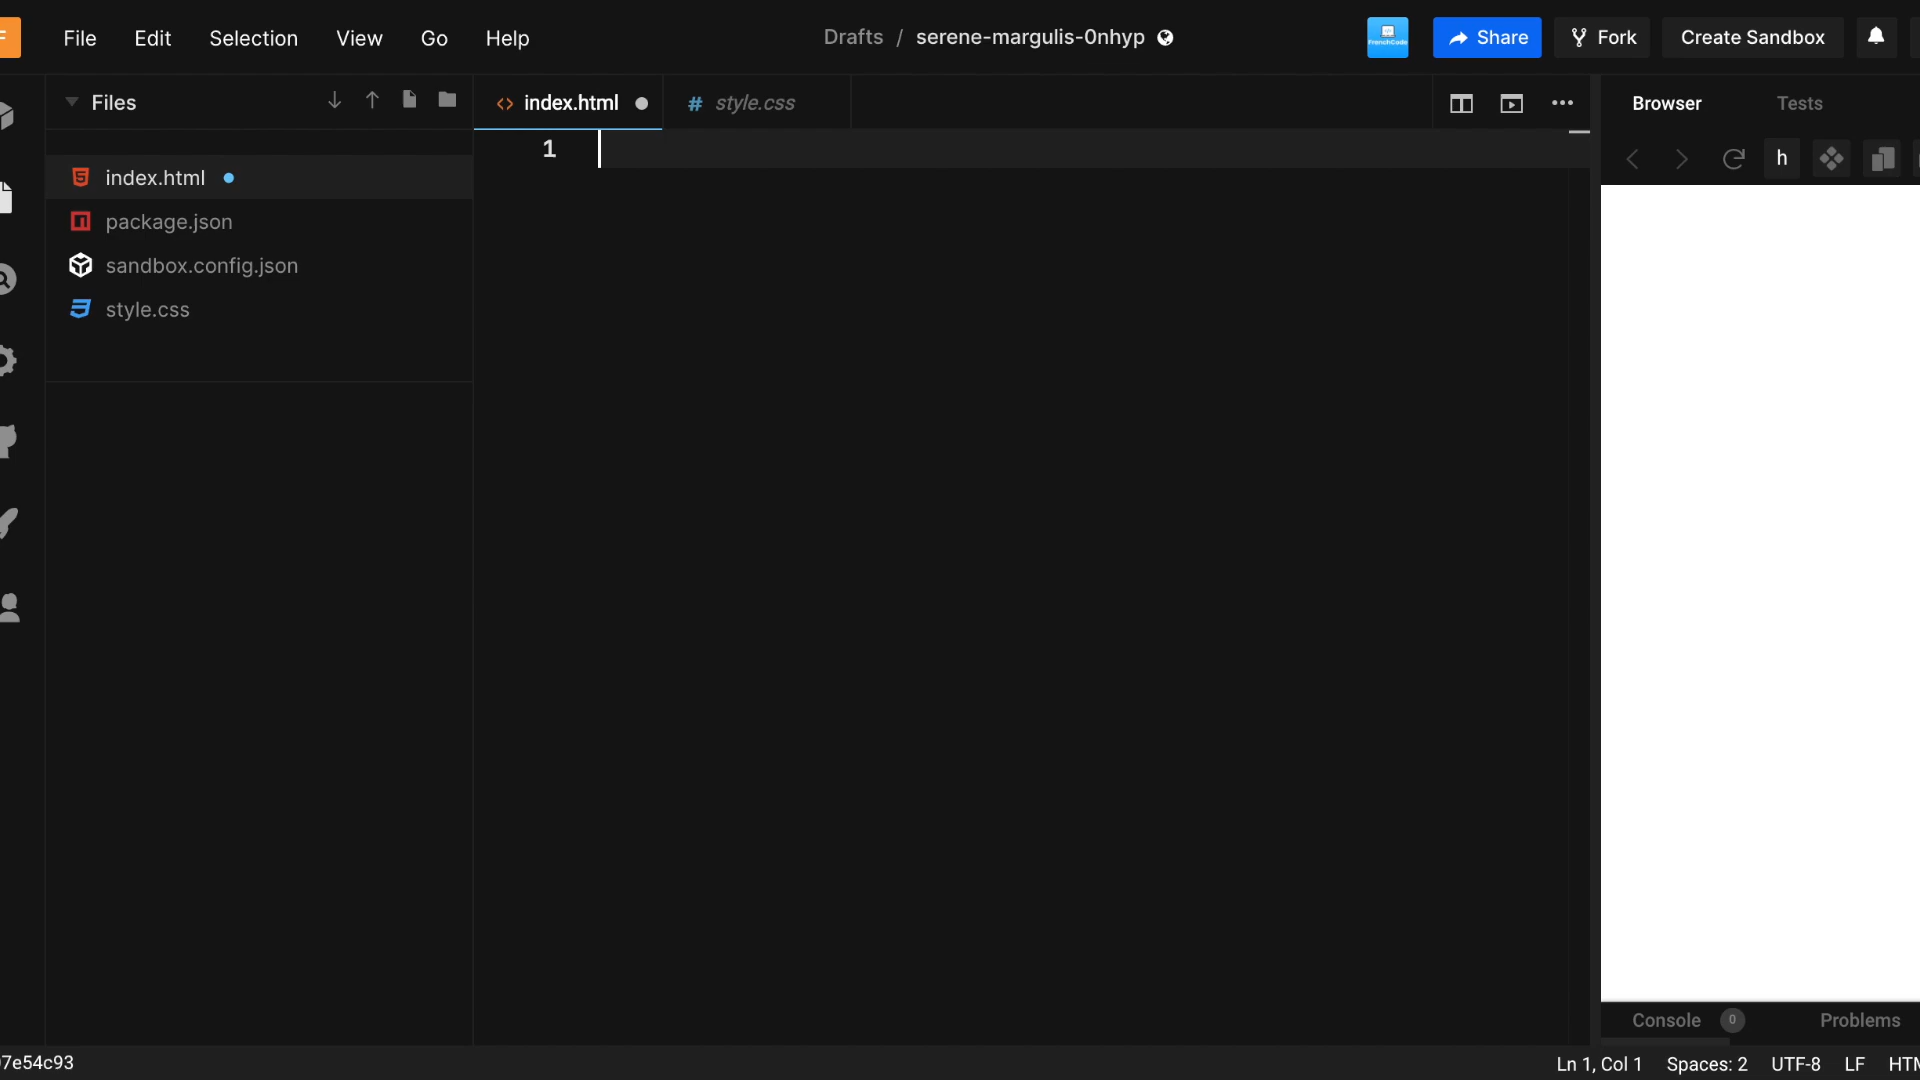 F File Edit Selection View Go Help Drafts / serene-margulis-0nhyp FrenchCode Share Fork Create Sandbox
Files index.html style.css Browser Tests
1 h
index.html
package.json
sandbox.config.json
style.css
Console 0 Problems
7e54c93 Ln 1, Col 1 Spaces: 2 UTF-8 LF HTM